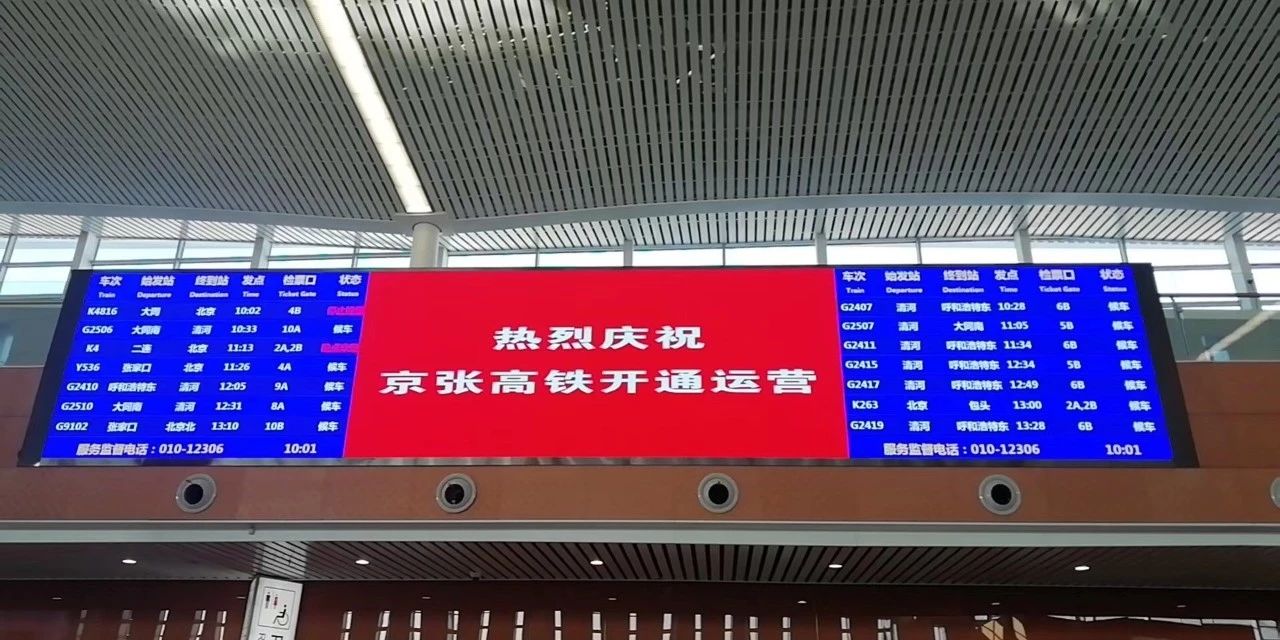 车次 始发站 终到站 发点 检票口 状态
Train Departure Destination Time Ticket Gate Status
K4816 大同 北京 10:02 4B
G2506 大同南 清河 10:33 10A 候车
K4 二连 北京 11:13 2A,2B
Y536 张家口 北京 11:26 4A 候车
G2410 呼和浩特东 清河 12:05 9A 候车
G2510 大同南 清河 12:31 8A 候车
G9102 张家口 北京北 13:10 10B 候车
服务监督电话：010-12306 10:01
热烈庆祝
京张高铁开通运营
车次 始发站 终到站 发点 检票口 状态
Train Departure Destination Time Ticket Gate Status
G2407 清河 呼和浩特东 10:28 6B 候车
G2507 清河 大同南 11:05 5B 候车
G2411 清河 呼和浩特东 11:34 6B 候车
G2415 清河 呼和浩特东 12:34 5B 候车
G2417 清河 呼和浩特东 12:49 6B 候车
K263 北京 包头 13:00 2A,2B 候车
G2419 清河 呼和浩特东 13:28 6B 候车
服务监督电话：010-12306 10:01